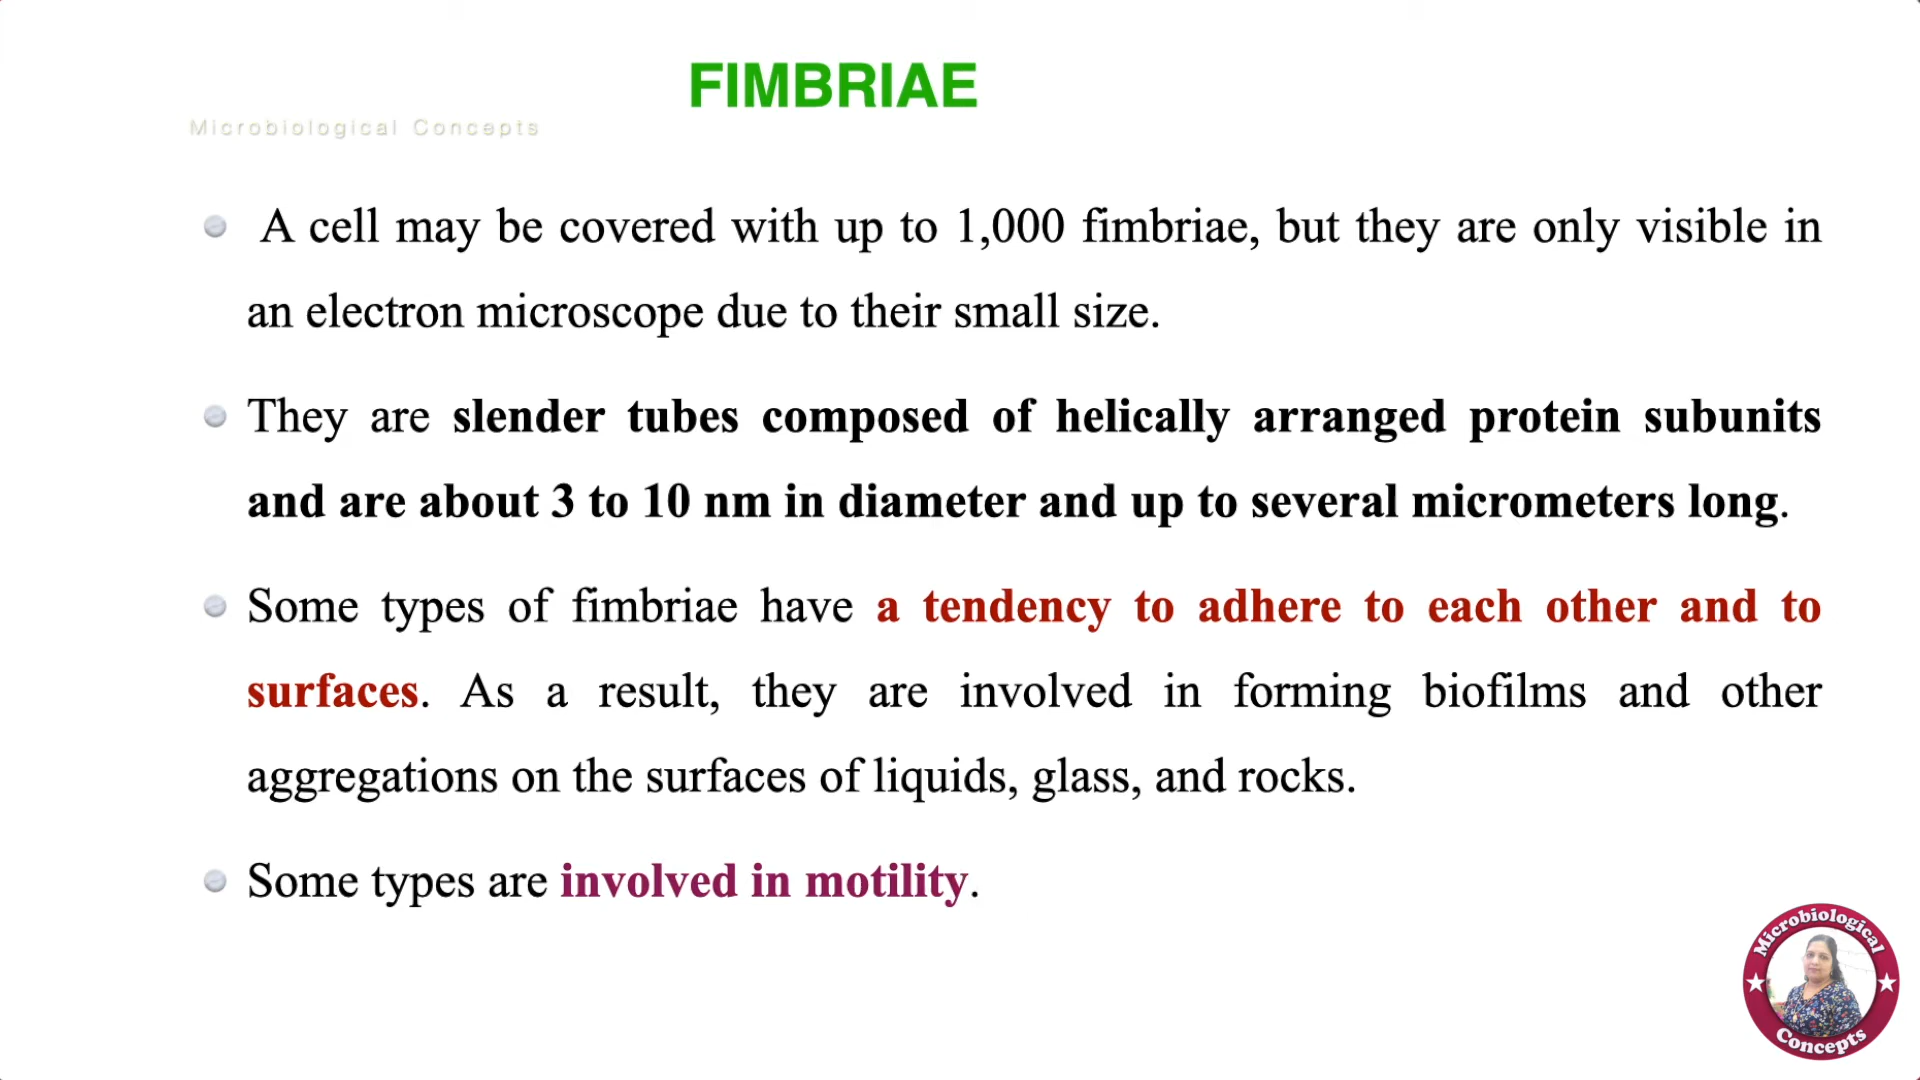 FIMBRIAE
Microbiological Concepts
A cell may be covered with up to 1,000 fimbriae, but they are only visible in
an electron microscope due to their small size.
They are slender tubes composed of helically arranged protein subunits
and are about 3 to 10 nm in diameter and up to several micrometers long.
Some types of fimbriae have a tendency to adhere to each other and to
surfaces. As a result, they are involved in forming biofilms and other
aggregations on the surfaces of liquids, glass, and rocks.
Some types are involved in motility.
Microbiological
Concepts